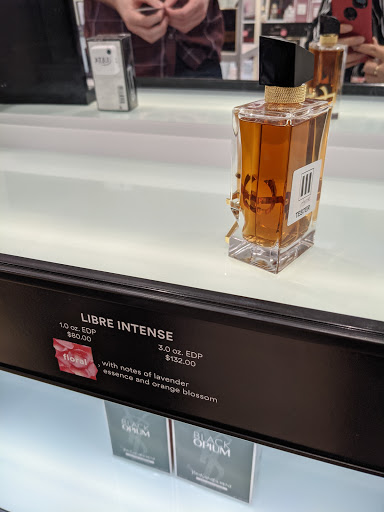 TESTER
LIBRE INTENSE
1.0 oz. EDP
$80.00
3.0 oz. EDP
$132.00
floral, with notes of lavender
essence and orange blossom
BLACK
OPIUM
BLACK
OPIUM